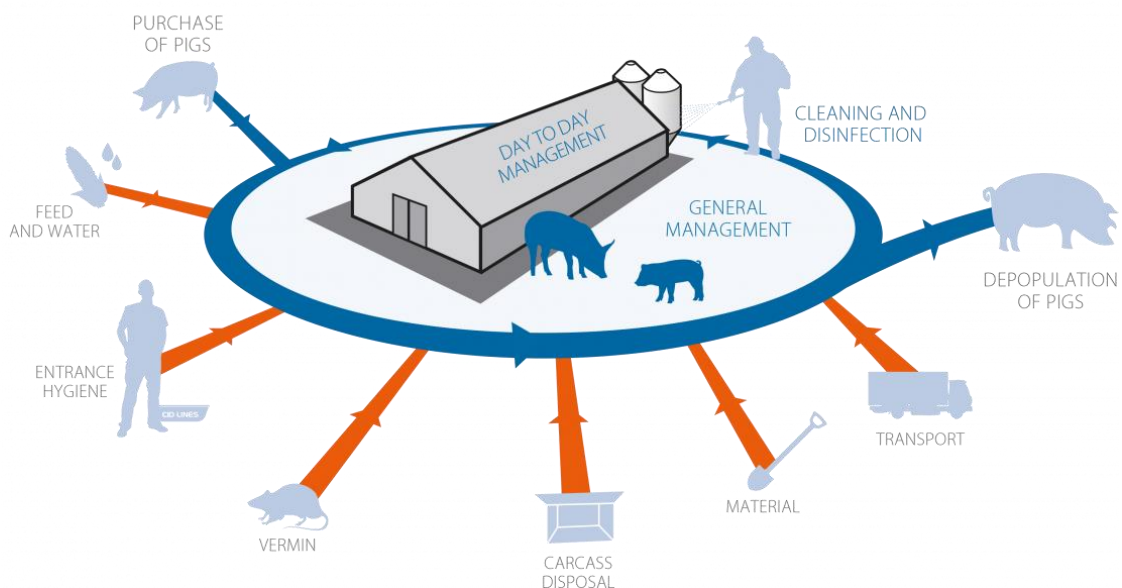 PURCHASE
OF PIGS
DAY TO DAY
MANAGEMENT
CLEANING AND
DISINFECTION
FEED
AND WATER
GENERAL
MANAGEMENT
DEPOPULATION
OF PIGS
ENTRANCE
HYGIENE
CID LINES
TRANSPORT
MATERIAL
VERMIN
CARCASS
DISPOSAL